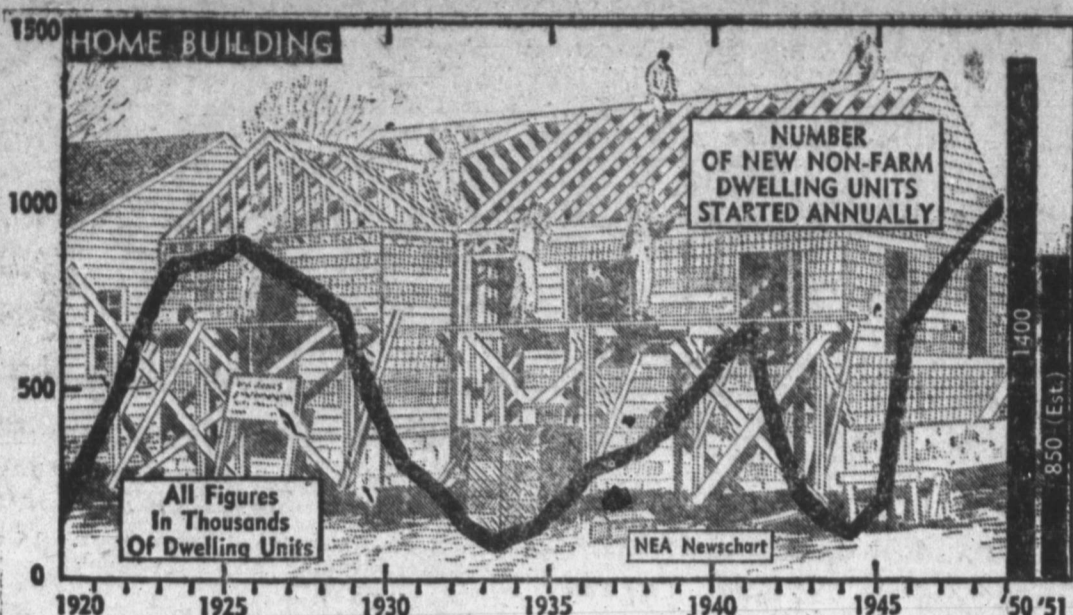 1500
HOME BUILDING
NUMBER
OF NEW NON-FARM
DWELLING UNITS
STARTED ANNUALLY
1000
500
0
All Figures
In Thousands
Of Dwelling Units
NEA Newschart
1400
850 (Est.)
1920 1925 1930 1935 1940 1945 '50 '51